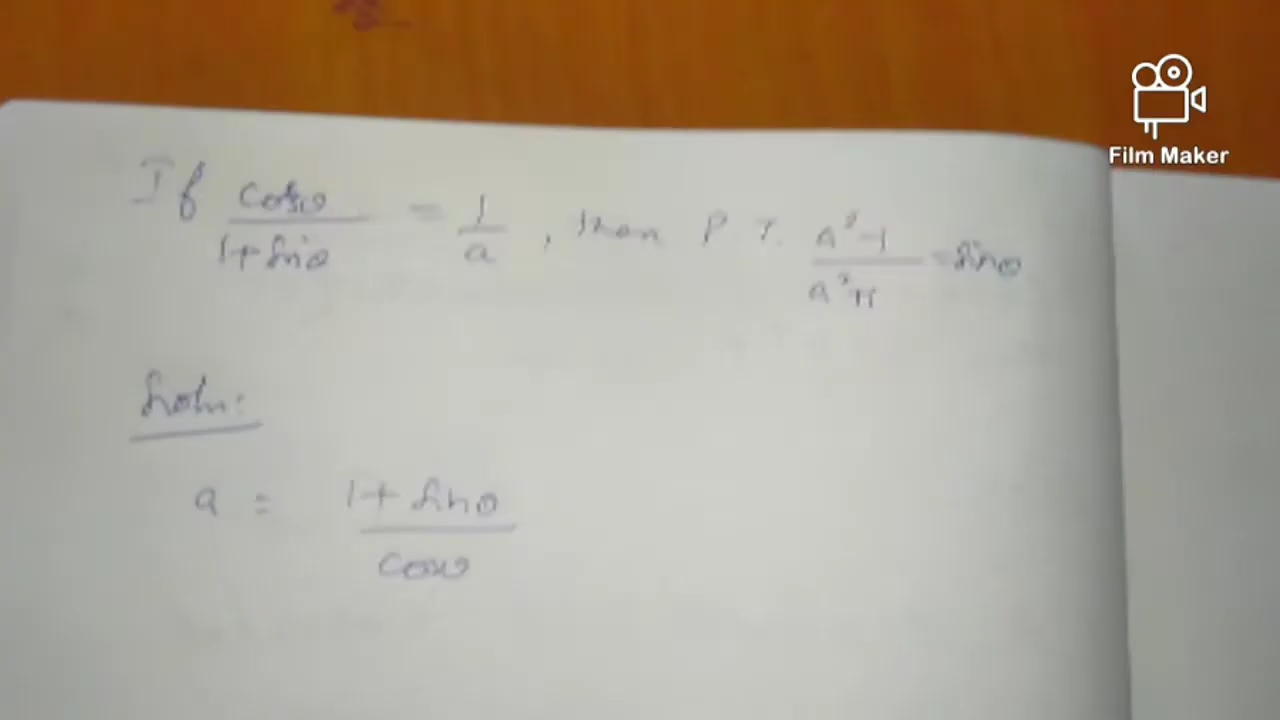 If cosθ / 1+sinθ = 1/a , then P.T. a²-1 / a²+1 = sinθ
Soln:
a = 1+sinθ / cosθ
Film Maker